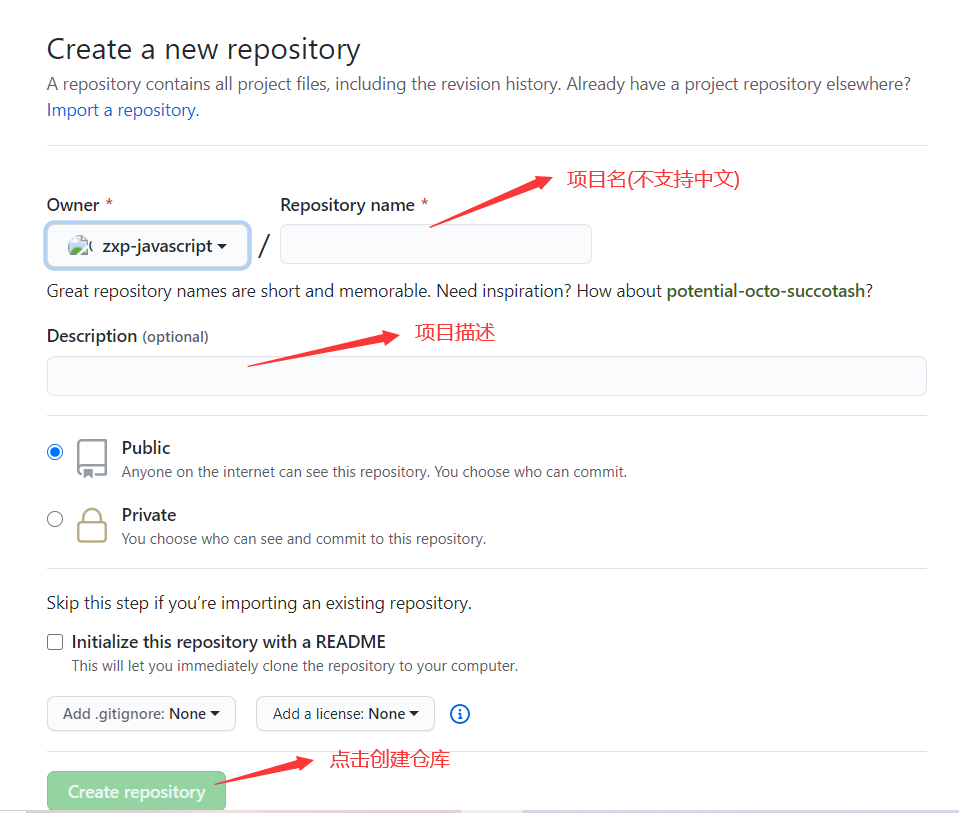 Create a new repository
A repository contains all project files, including the revision history. Already have a project repository elsewhere?
Import a repository.
项目名(不支持中文)
Owner * Repository name *
zxp-javascript / 
Great repository names are short and memorable. Need inspiration? How about potential-octo-succotash?
Description (optional)
项目描述
Public
Anyone on the internet can see this repository. You choose who can commit.
Private
You choose who can see and commit to this repository.
Skip this step if you’re importing an existing repository.
Initialize this repository with a README
This will let you immediately clone the repository to your computer.
Add .gitignore: None Add a license: None
点击创建仓库
Create repository